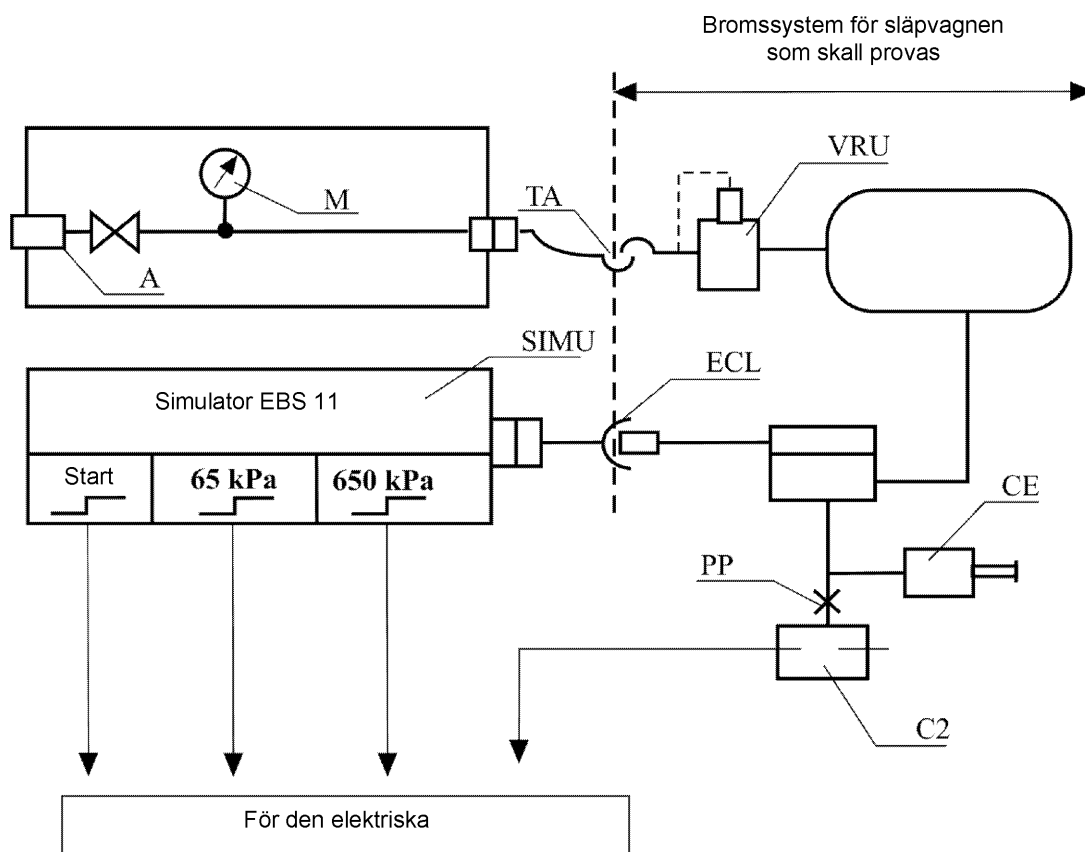 Bromssystem för släpvagnen
som skall provas
VRU
M
TA
A
SIMU
ECL
Simulator EBS 11
Start
65 kPa
650 kPa
CE
PP
C2
För den elektriska